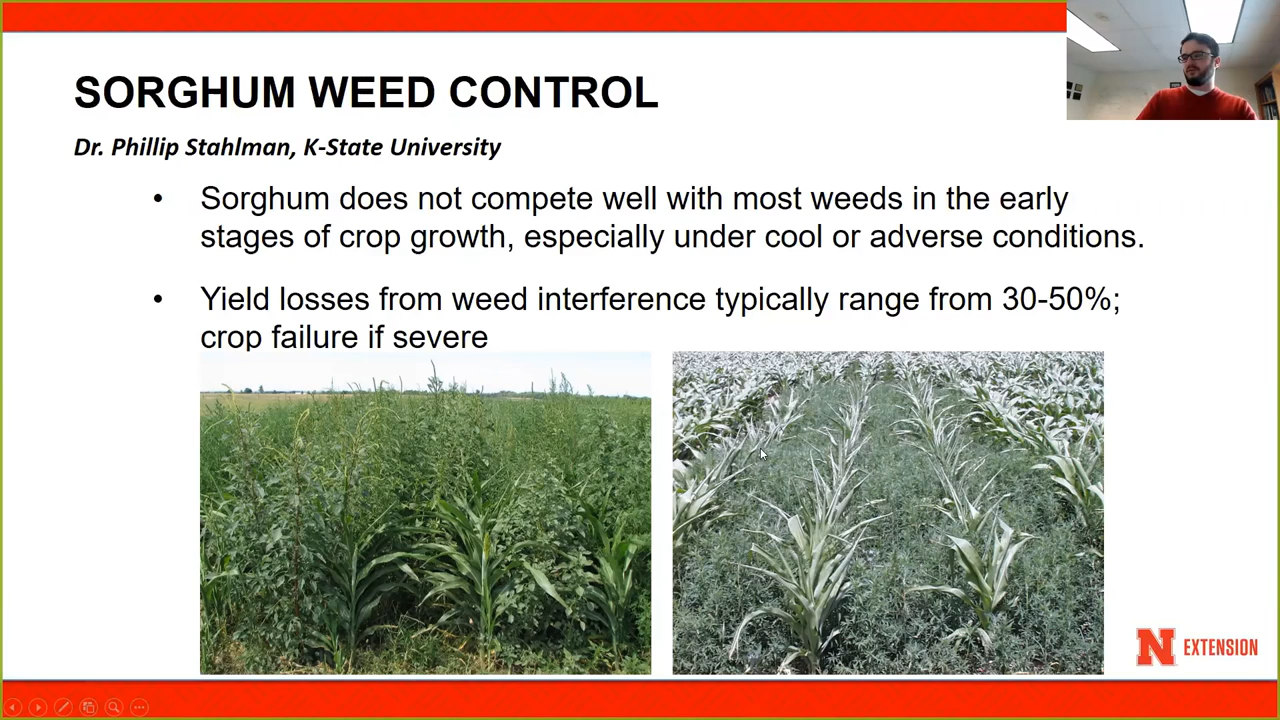 SORGHUM WEED CONTROL
Dr. Phillip Stahlman, K-State University
• Sorghum does not compete well with most weeds in the early
stages of crop growth, especially under cool or adverse conditions.
• Yield losses from weed interference typically range from 30-50%;
crop failure if severe
N EXTENSION